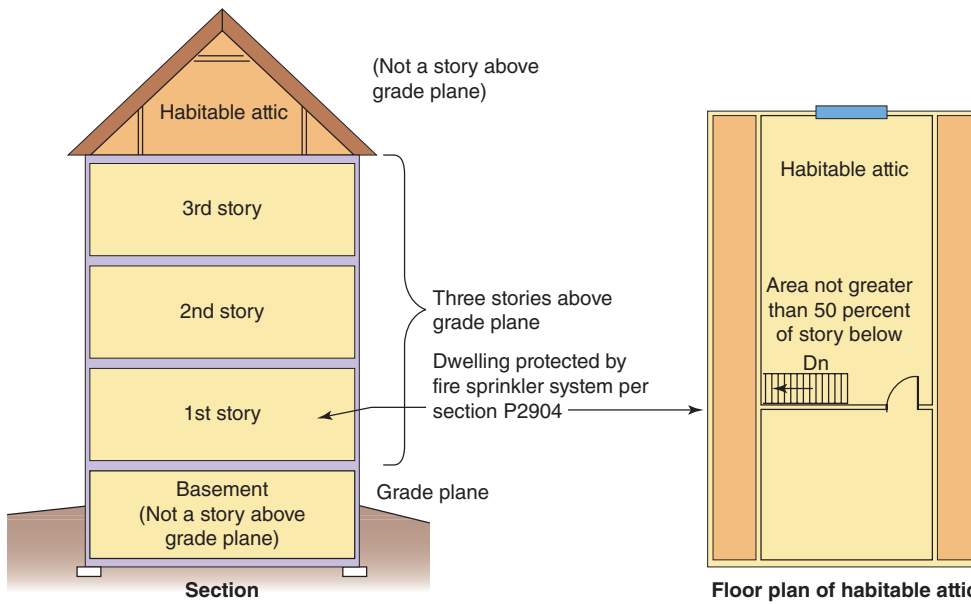 (Not a story above
grade plane)
Habitable attic
3rd story
2nd story
Three stories above
grade plane
Dwelling protected by
fire sprinkler system per
section P2904
1st story
Grade plane
Basement
(Not a story above
grade plane)
Section
Habitable attic
Area not greater
than 50 percent
of story below
Dn
Floor plan of habitable attic